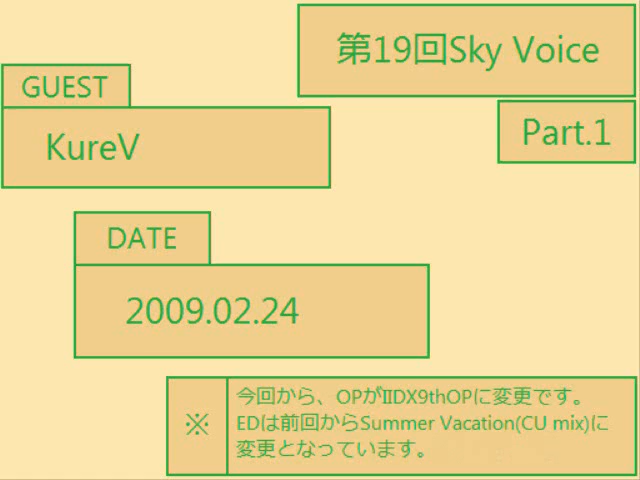 第19回Sky Voice
Part.1
GUEST
KureV
DATE
2009.02.24
※
今回から、OPがIIDX9thOPに変更です。
EDは前回からSummer Vacation(CU mix)に
変更となっています。